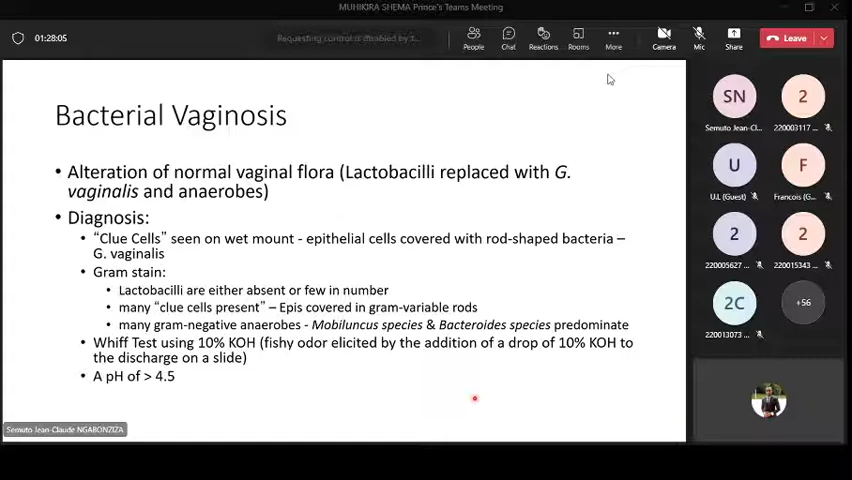 MUHIKIRA SHEMA Prince's Teams Meeting
01:28:05
Requesting control is disabled by T...
People
Chat
Reactions
Rooms
More
Camera
Mic
Share
Leave
Bacterial Vaginosis
• Alteration of normal vaginal flora (Lactobacilli replaced with G.
vaginalis and anaerobes)
• Diagnosis:
• “Clue Cells” seen on wet mount - epithelial cells covered with rod-shaped bacteria –
G. vaginalis
• Gram stain:
• Lactobacilli are either absent or few in number
• many “clue cells present” – Epis covered in gram-variable rods
• many gram-negative anaerobes - Mobiluncus species & Bacteroides species predominate
• Whiff Test using 10% KOH (fishy odor elicited by the addition of a drop of 10% KOH to
the discharge on a slide)
• A pH of > 4.5
Semuto Jean-Claude NGABONZIZA
SN
2
Semuto Jean-Cl...
220003117 ...
U
F
U.L (Guest)
Francois (G...
2
2
220005627 ...
220015343 ...
2C
+56
220013073 ...